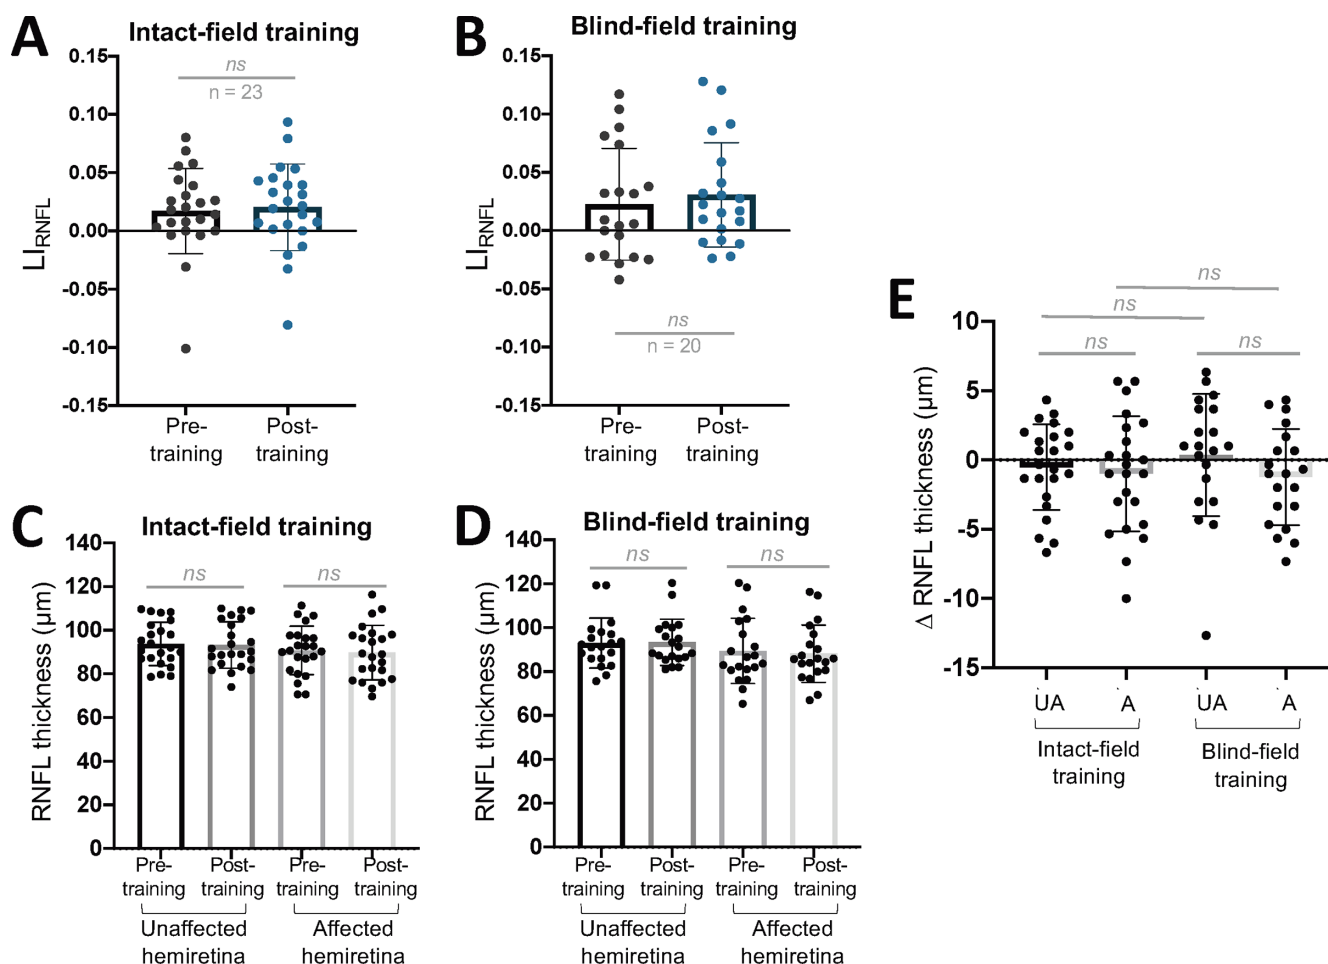 A
Intact-field training
0.15
0.10
0.05
0.00
-0.05
-0.10
-0.15
LI RNFL
ns
n = 23
Pre-
training
Post-
training
B
Blind-field training
0.15
0.10
0.05
0.00
-0.05
-0.10
-0.15
LI RNFL
ns
n = 20
Pre-
training
Post-
training
C
Intact-field training
140
120
100
80
60
40
20
0
RNFL thickness (µm)
ns
ns
Pre-
training
Post-
training
Pre-
training
Post-
training
Unaffected
hemiretina
Affected
hemiretina
D
Blind-field training
140
120
100
80
60
40
20
0
RNFL thickness (µm)
ns
ns
Pre-
training
Post-
training
Pre-
training
Post-
training
Unaffected
hemiretina
Affected
hemiretina
E
10
5
0
-5
-10
-15
Δ RNFL thickness (µm)
ns
ns
ns
ns
UA
A
UA
A
Intact-field
training
Blind-field
training